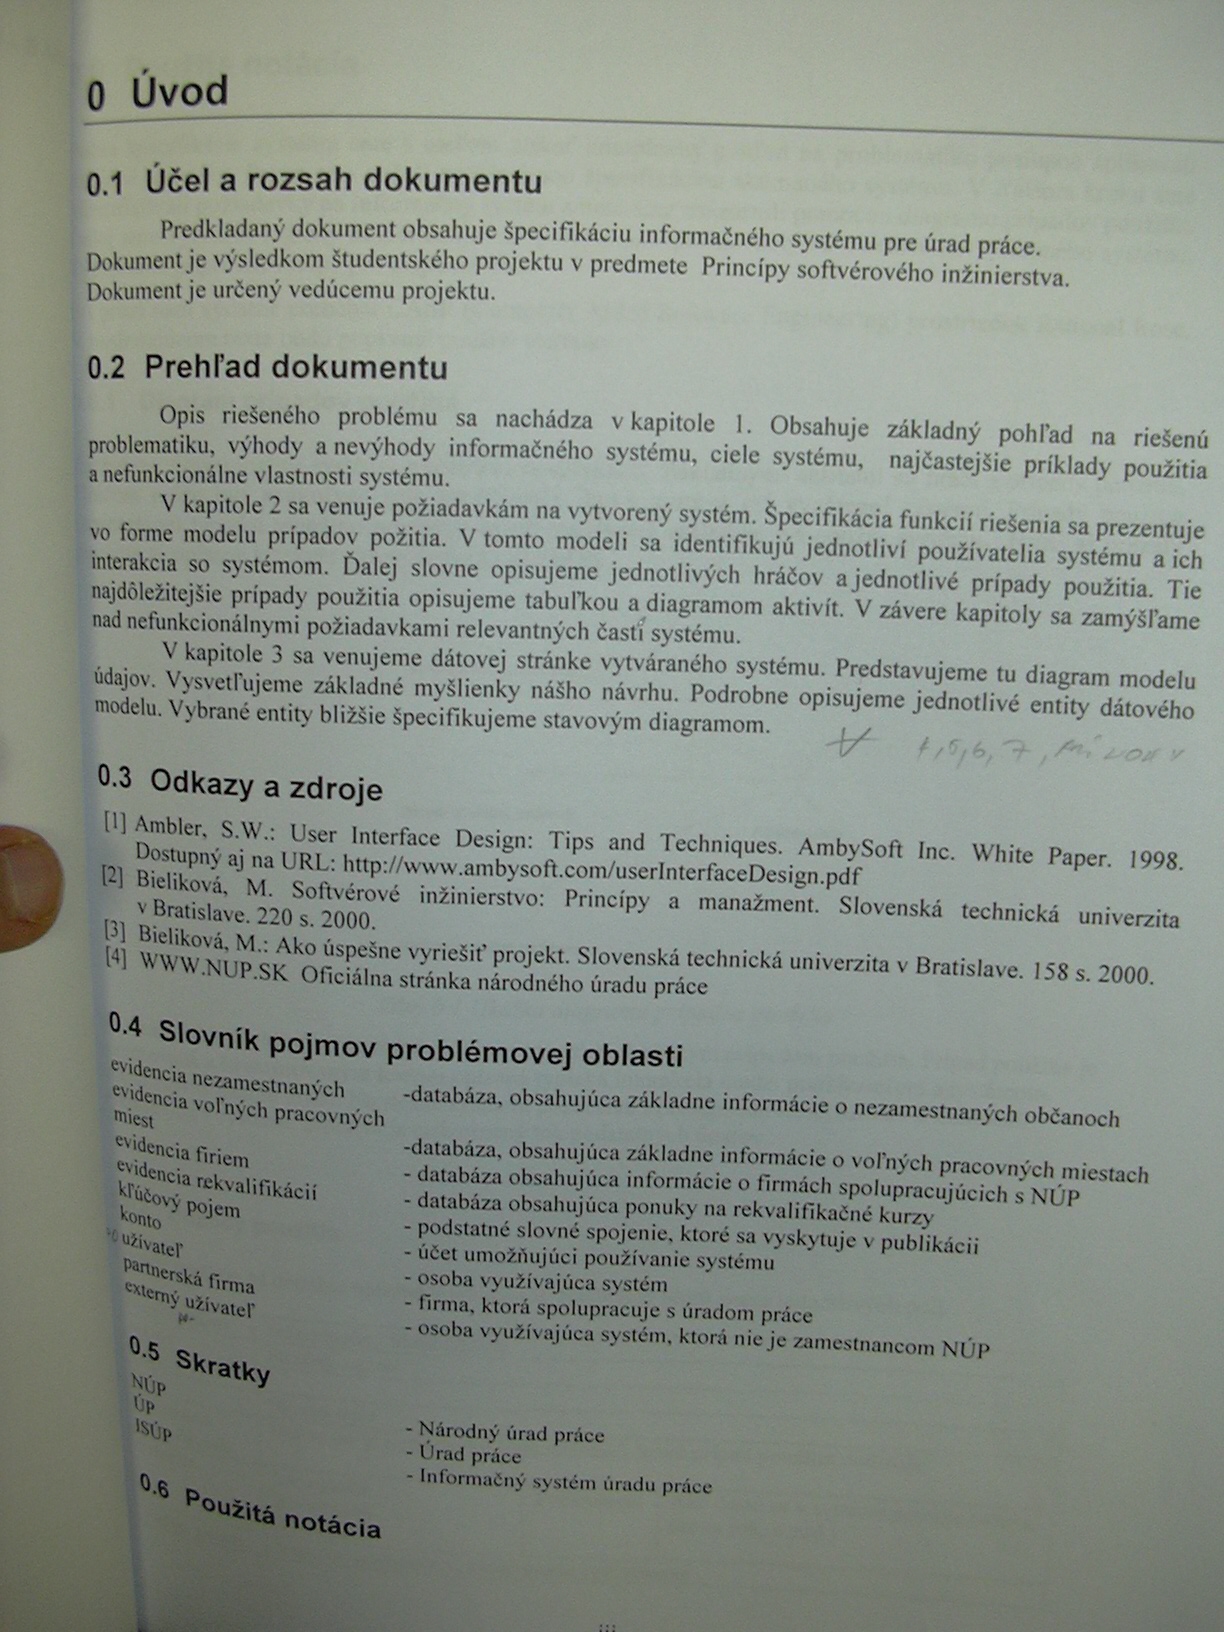 0 Úvod
0.1 Účel a rozsah dokumentu
Predkladaný dokument obsahuje špecifikáciu informačného systému pre úrad práce.
Dokument je výsledkom študentského projektu v predmete Princípy softvérového inžinierstva.
Dokument je určený vedúcemu projektu.
0.2 Prehľad dokumentu
Opis riešeného problému sa nachádza v kapitole 1. Obsahuje základný pohľad na riešenú
problematiku, výhody a nevýhody informačného systému, ciele systému, najčastejšie príklady použitia
a nefunkcionálne vlastnosti systému.
V kapitole 2 sa venuje požiadavkám na vytvorený systém. Špecifikácia funkcií riešenia sa prezentuje
vo forme modelu prípadov požitia. V tomto modeli sa identifikujú jednotliví používatelia systému a ich
interakcia so systémom. Ďalej slovne opisujeme jednotlivých hráčov a jednotlivé prípady použitia. Tie
najdôležitejšie prípady použitia opisujeme tabuľkou a diagramom aktivít. V závere kapitoly sa zamýšľame
nad nefunkcionálnymi požiadavkami relevantných častí systému.
V kapitole 3 sa venujeme dátovej stránke vytváraného systému. Predstavujeme tu diagram modelu
údajov. Vysvetľujeme základné myšlienky nášho návrhu. Podrobne opisujeme jednotlivé entity dátového
modelu. Vybrané entity bližšie špecifikujeme stavovým diagramom.
5, 6, 7,
0.3 Odkazy a zdroje
[1] Ambler, S.W.: User Interface Design: Tips and Techniques. AmbySoft Inc. White Paper. 1998.
Dostupný aj na URL: http://www.ambysoft.com/userInterfaceDesign.pdf
[2] Bieliková, M. Softvérové inžinierstvo: Princípy a manažment. Slovenská technická univerzita
v Bratislave. 220 s. 2000.
[3] Bieliková, M.: Ako úspešne vyriešiť projekt. Slovenská technická univerzita v Bratislave. 158 s. 2000.
[4] WWW.NUP.SK Oficiálna stránka národného úradu práce
0.4 Slovník pojmov problémovej oblasti
evidencia nezamestnaných -databáza, obsahujúca základne informácie o nezamestnaných občanoch
evidencia voľných pracovných
miest -databáza, obsahujúca základne informácie o voľných pracovných miestach
evidencia firiem - databáza obsahujúca informácie o firmách spolupracujúcich s NÚP
evidencia rekvalifikácií - databáza obsahujúca ponuky na rekvalifikačné kurzy
kľúčový pojem - podstatné slovné spojenie, ktoré sa vyskytuje v publikácii
konto - účet umožňujúci používanie systému
užívateľ - osoba využívajúca systém
partnerská firma - firma, ktorá spolupracuje s úradom práce
externý užívateľ - osoba využívajúca systém, ktorá nie je zamestnancom NÚP
0.5 Skratky
NÚP - Národný úrad práce
ÚP - Úrad práce
ISÚP - Informačný systém úradu práce
0.6 Použitá notácia